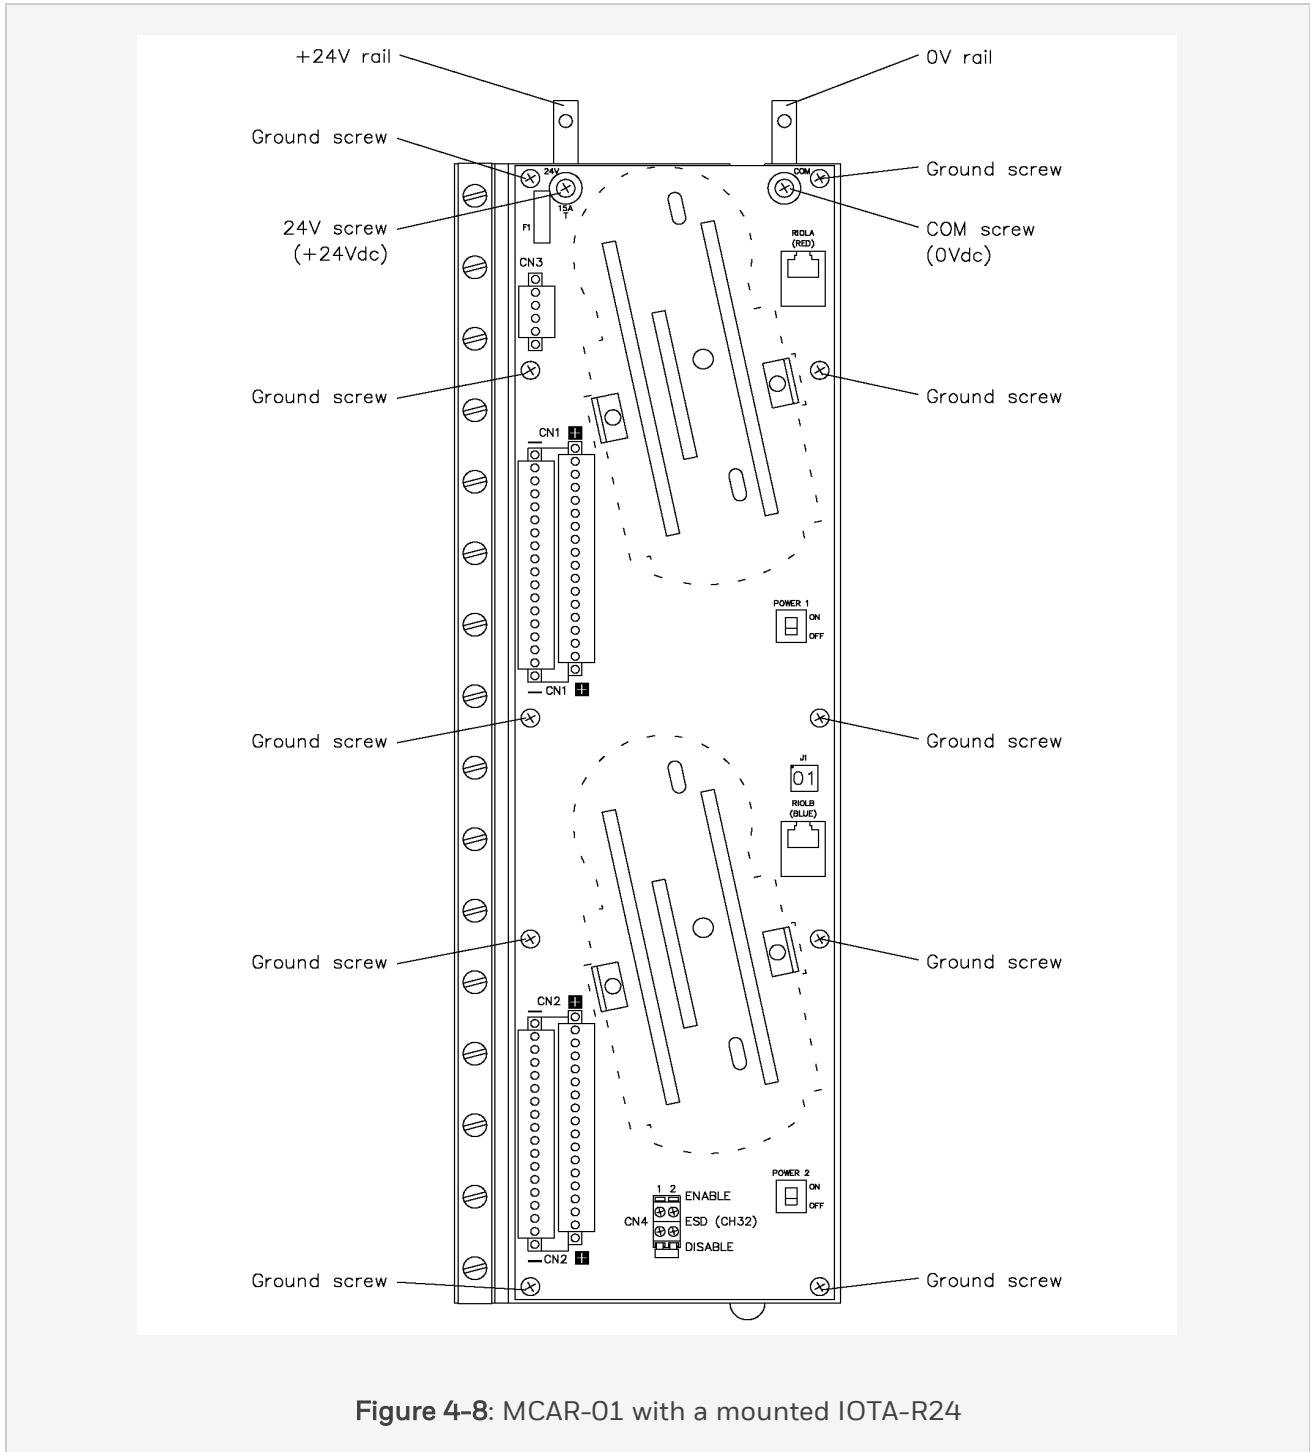 +24V rail
0V rail
Ground screw
Ground screw
24V
COM
24V screw
(+24Vdc)
15A
T
F1
COM screw
(0Vdc)
RIOLA
(RED)
CN3
Ground screw
Ground screw
CN1 +
—
POWER 1
ON
OFF
— CN1 +
Ground screw
Ground screw
J1
01
RIOLB
(BLUE)
Ground screw
Ground screw
CN2 +
—
POWER 2
ON
OFF
1 2
ENABLE
CN4
ESD (CH32)
DISABLE
— CN2 +
Ground screw
Ground screw
Figure 4-8: MCAR-01 with a mounted IOTA-R24